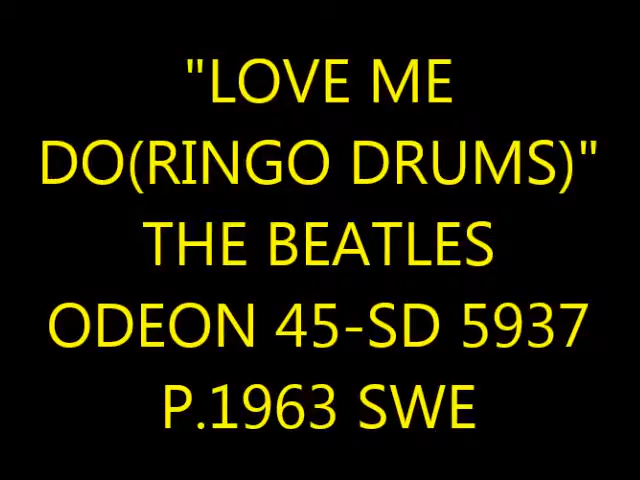 "LOVE ME
DO(RINGO DRUMS)"
THE BEATLES
ODEON 45-SD 5937
P.1963 SWE